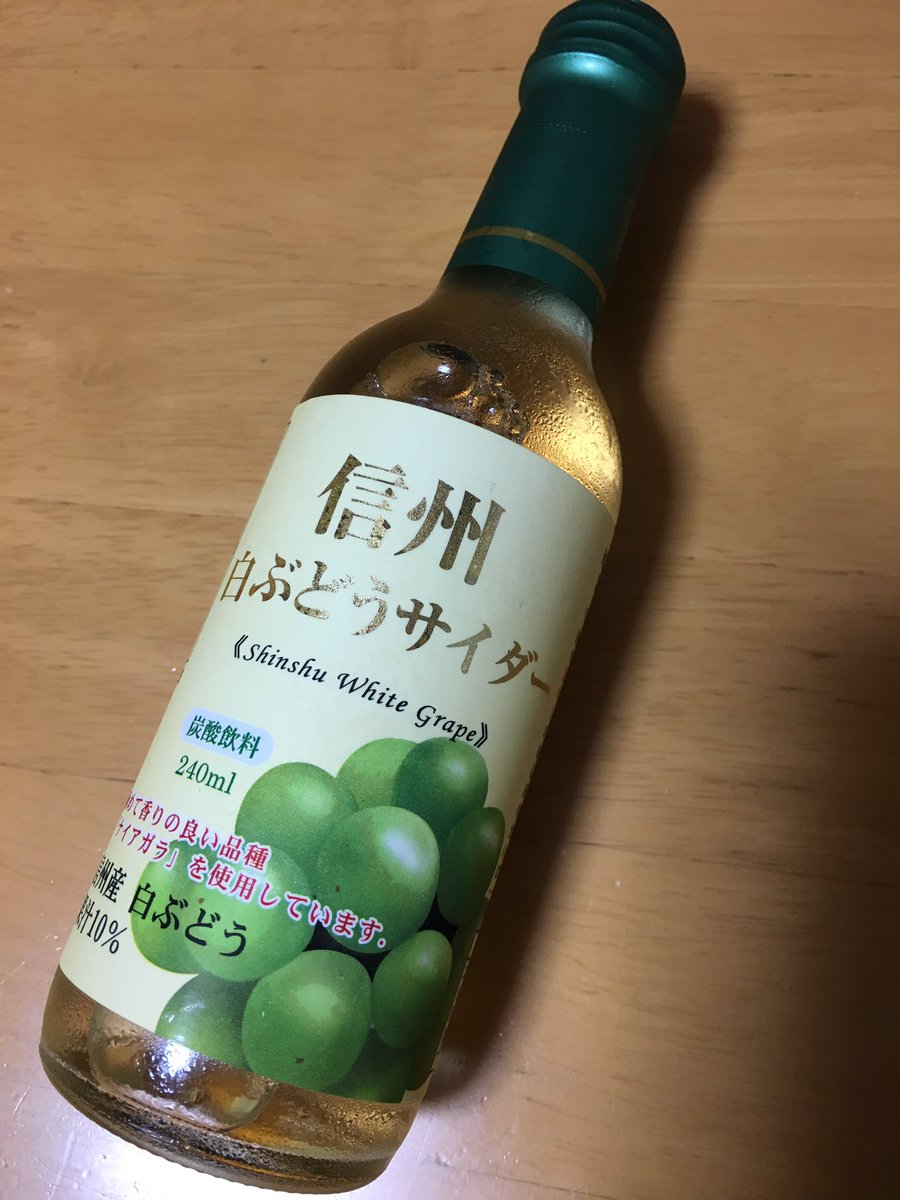 信州
白ぶどうサイダー
《Shinshu White Grape》
炭酸飲料
240ml
めて香りの良い品種
ナイアガラ」を使用しています.
信州産 白ぶどう
果汁10%